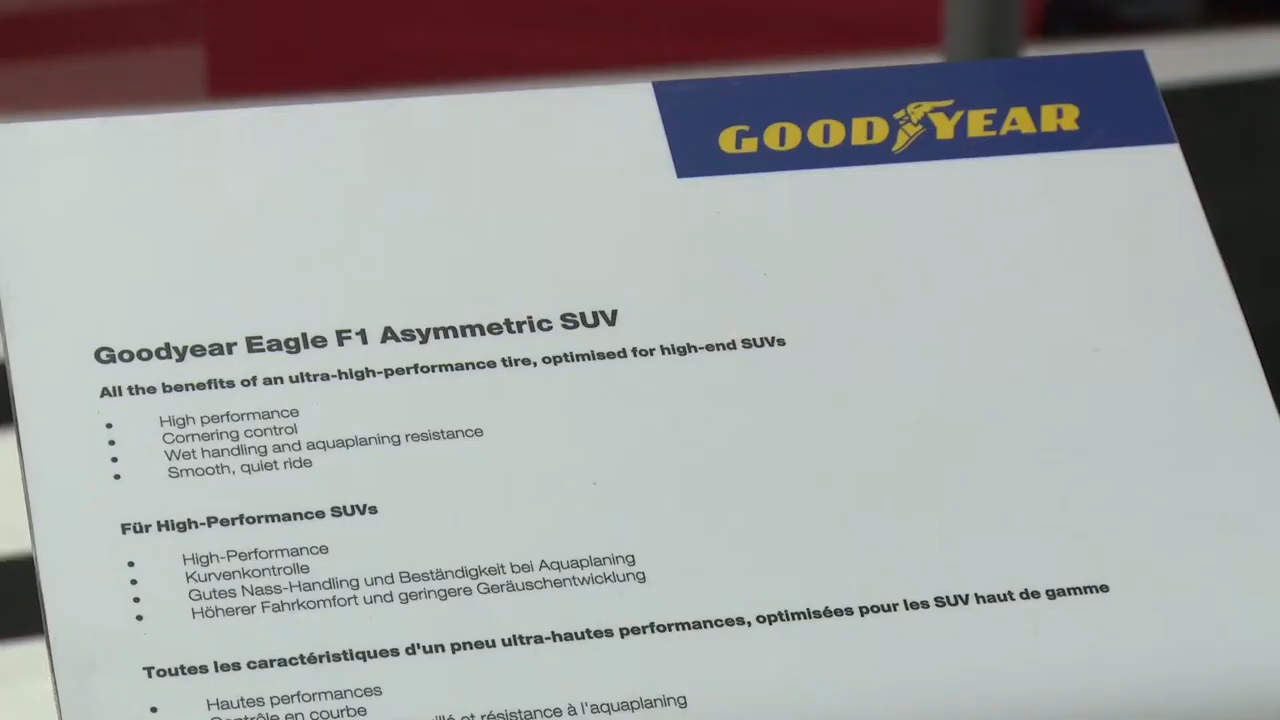 GOODYEAR
Goodyear Eagle F1 Asymmetric SUV
All the benefits of an ultra-high-performance tire, optimised for high-end SUVs
• High performance
• Cornering control
• Wet handling and aquaplaning resistance
• Smooth, quiet ride
Für High-Performance SUVs
• High-Performance
• Kurvenkontrolle
• Gutes Nass-Handling und Beständigkeit bei Aquaplaning
• Höherer Fahrkomfort und geringere Geräuschentwicklung
Toutes les caractéristiques d'un pneu ultra-hautes performances, optimisées pour les SUV haut de gamme
• Hautes performances
Contrôle en courbe
et résistance à l'aquaplaning